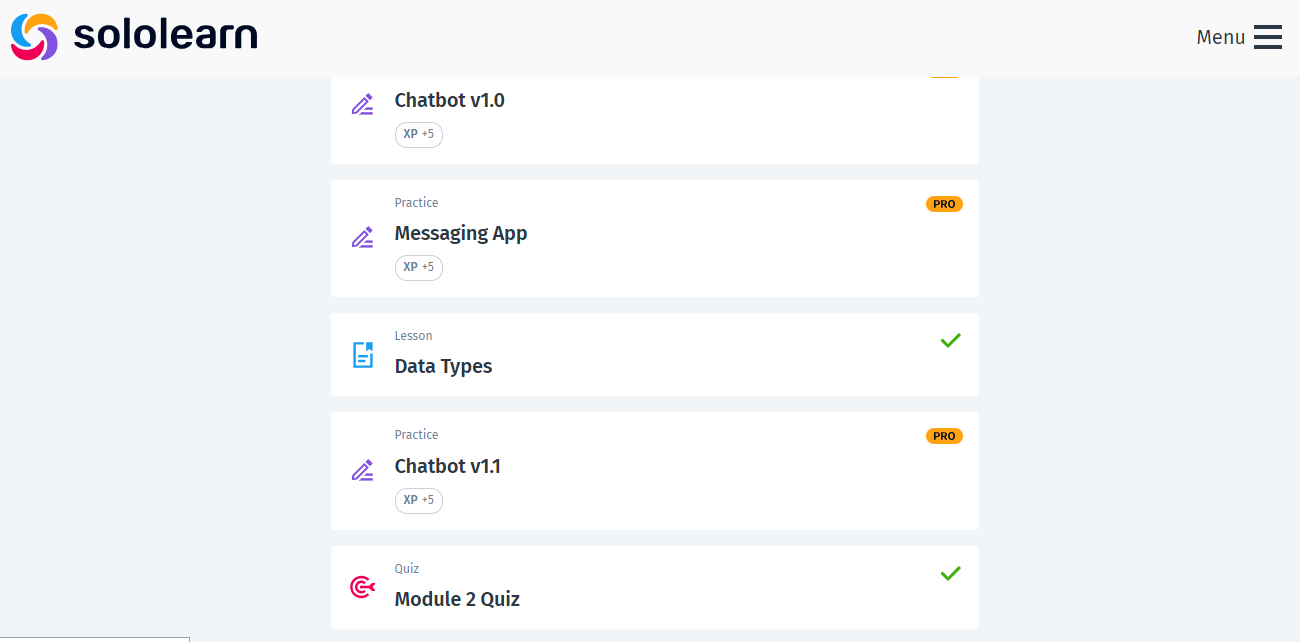 sololearn
Menu
Chatbot v1.0
XP +5
Practice
PRO
Messaging App
XP +5
Lesson
Data Types
Practice
PRO
Chatbot v1.1
XP +5
Quiz
Module 2 Quiz